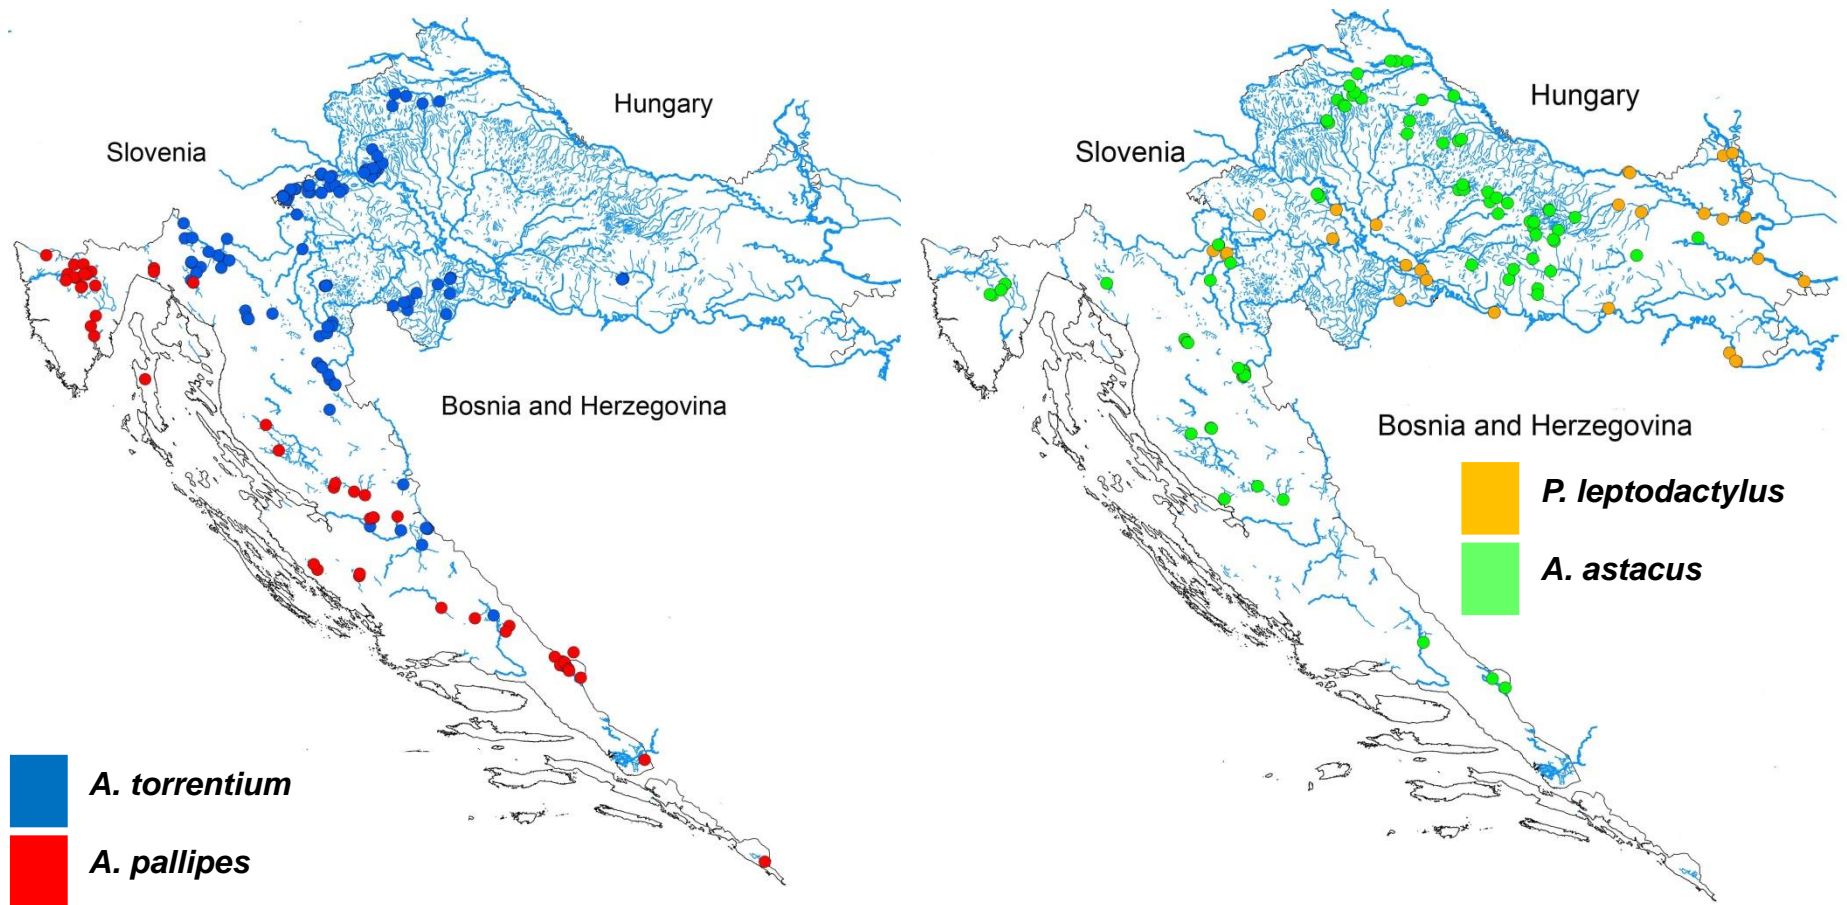 Hungary
Slovenia
Bosnia and Herzegovina
A. torrentium
A. pallipes
Hungary
Slovenia
Bosnia and Herzegovina
P. leptodactylus
A. astacus